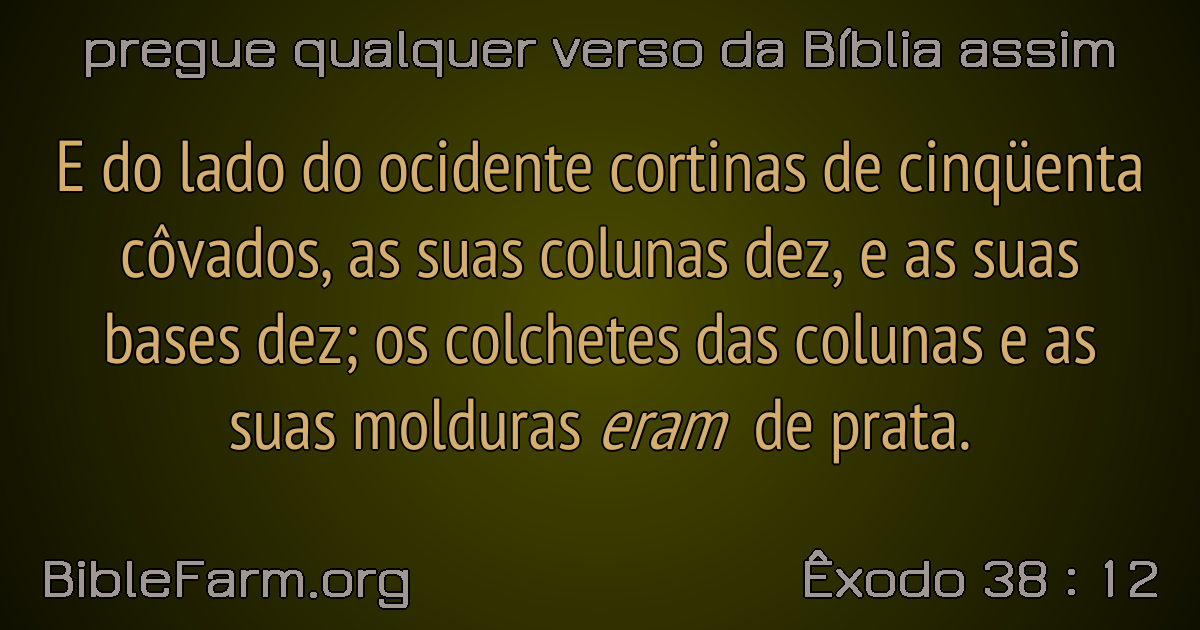 pregue qualquer verso da Bíblia assim
E do lado do ocidente cortinas de cinqüenta
côvados, as suas colunas dez, e as suas
bases dez; os colchetes das colunas e as
suas molduras eram de prata.
BibleFarm.org
Êxodo 38 : 12